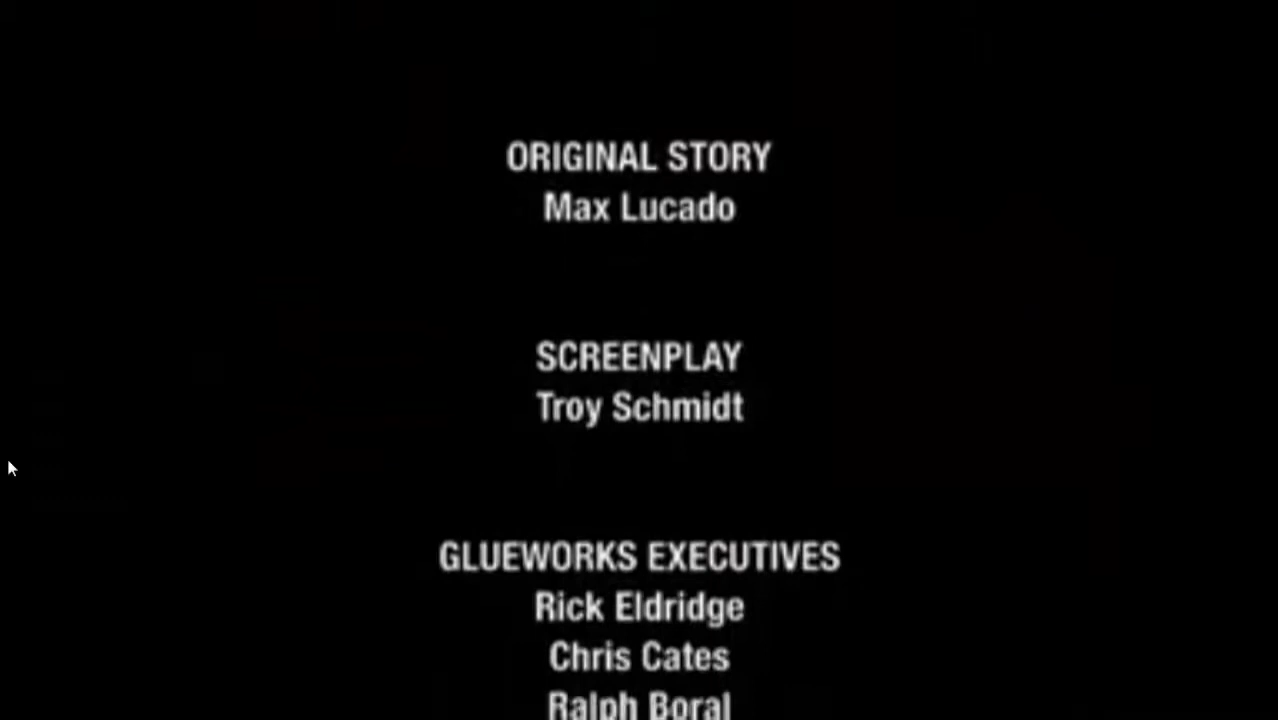 ORIGINAL STORY
Max Lucado
SCREENPLAY
Troy Schmidt
GLUEWORKS EXECUTIVES
Rick Eldridge
Chris Cates
Ralph Boral